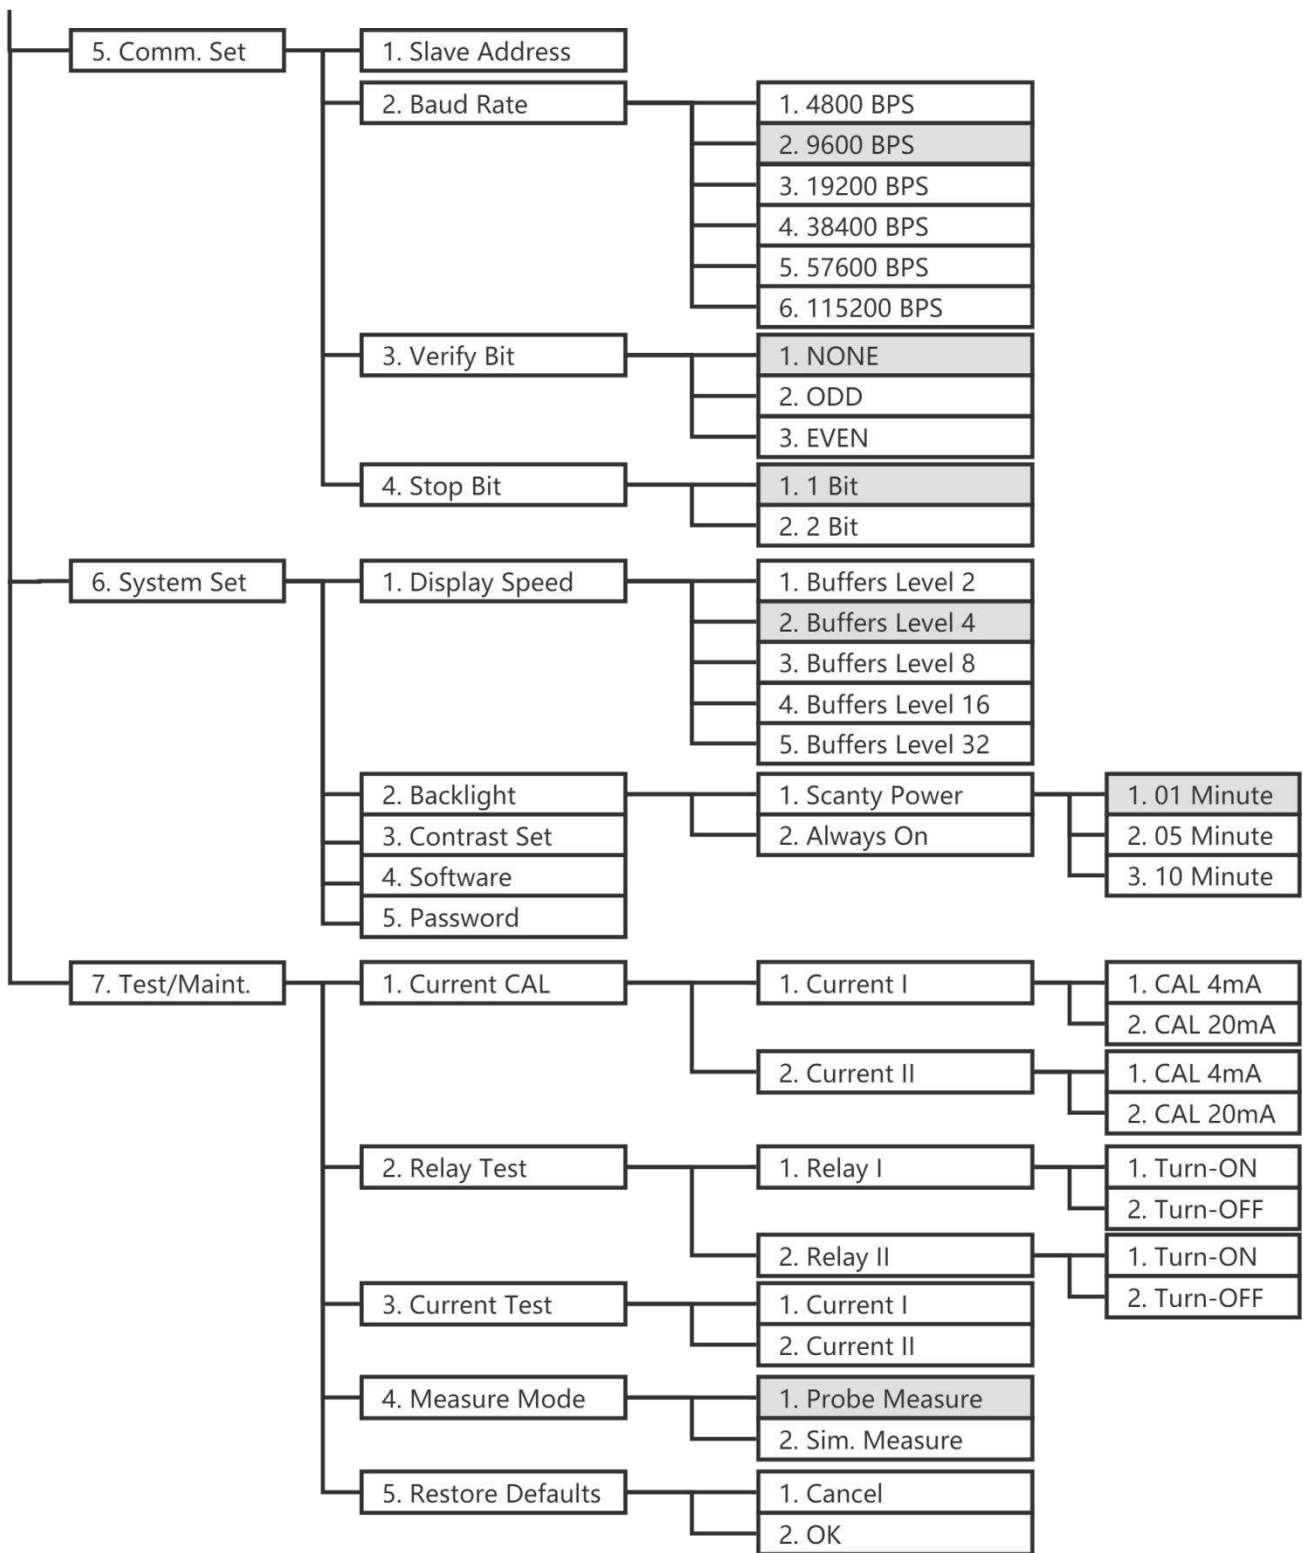 5. Comm. Set
1. Slave Address
2. Baud Rate
1. 4800 BPS
2. 9600 BPS
3. 19200 BPS
4. 38400 BPS
5. 57600 BPS
6. 115200 BPS
3. Verify Bit
1. NONE
2. ODD
3. EVEN
4. Stop Bit
1. 1 Bit
2. 2 Bit
6. System Set
1. Display Speed
1. Buffers Level 2
2. Buffers Level 4
3. Buffers Level 8
4. Buffers Level 16
5. Buffers Level 32
2. Backlight
1. Scanty Power
1. 01 Minute
2. 05 Minute
3. 10 Minute
2. Always On
3. Contrast Set
4. Software
5. Password
7. Test/Maint.
1. Current CAL
1. Current I
1. CAL 4mA
2. CAL 20mA
2. Current II
1. CAL 4mA
2. CAL 20mA
2. Relay Test
1. Relay I
1. Turn-ON
2. Turn-OFF
2. Relay II
1. Turn-ON
2. Turn-OFF
3. Current Test
1. Current I
2. Current II
4. Measure Mode
1. Probe Measure
2. Sim. Measure
5. Restore Defaults
1. Cancel
2. OK